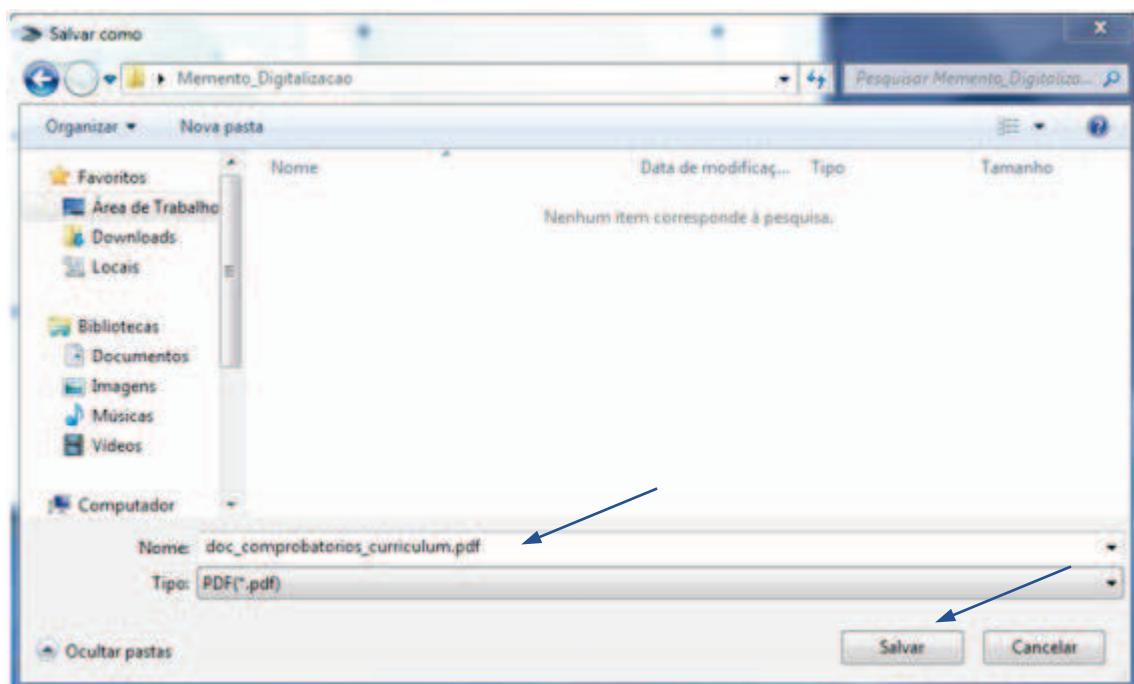 Salvar como
Memento_Digitalizacao
Pesquisar Memento_Digitaliza...
Organizar
Nova pasta
Nome
Data de modificaç...
Tipo
Tamanho
Nenhum item corresponde à pesquisa.
Favoritos
Área de Trabalho
Downloads
Locais
Bibliotecas
Documentos
Imagens
Músicas
Vídeos
Computador
Nome: doc_comprobatorios_curriculum.pdf
Tipo: PDF(*.pdf)
Ocultar pastas
Salvar
Cancelar